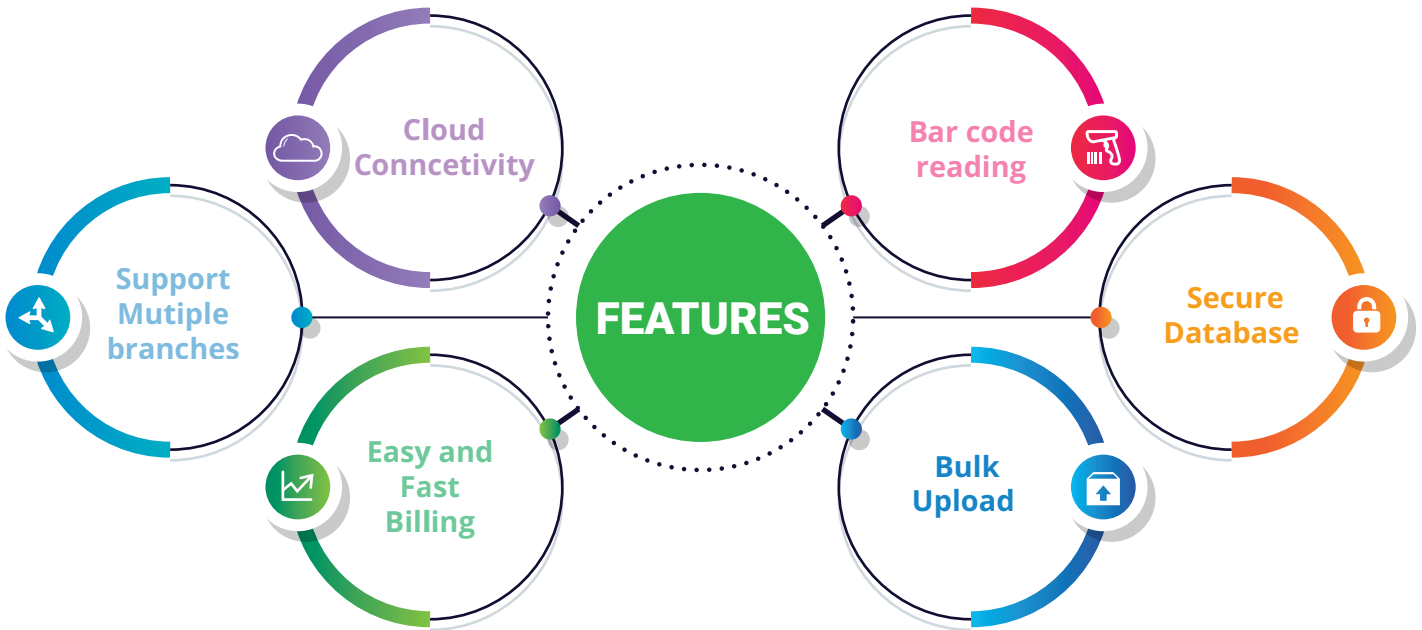 Cloud
Conncetivity
Bar code
reading
Support
Mutiple
branches
FEATURES
Secure
Database
Easy and
Fast
Billing
Bulk
Upload